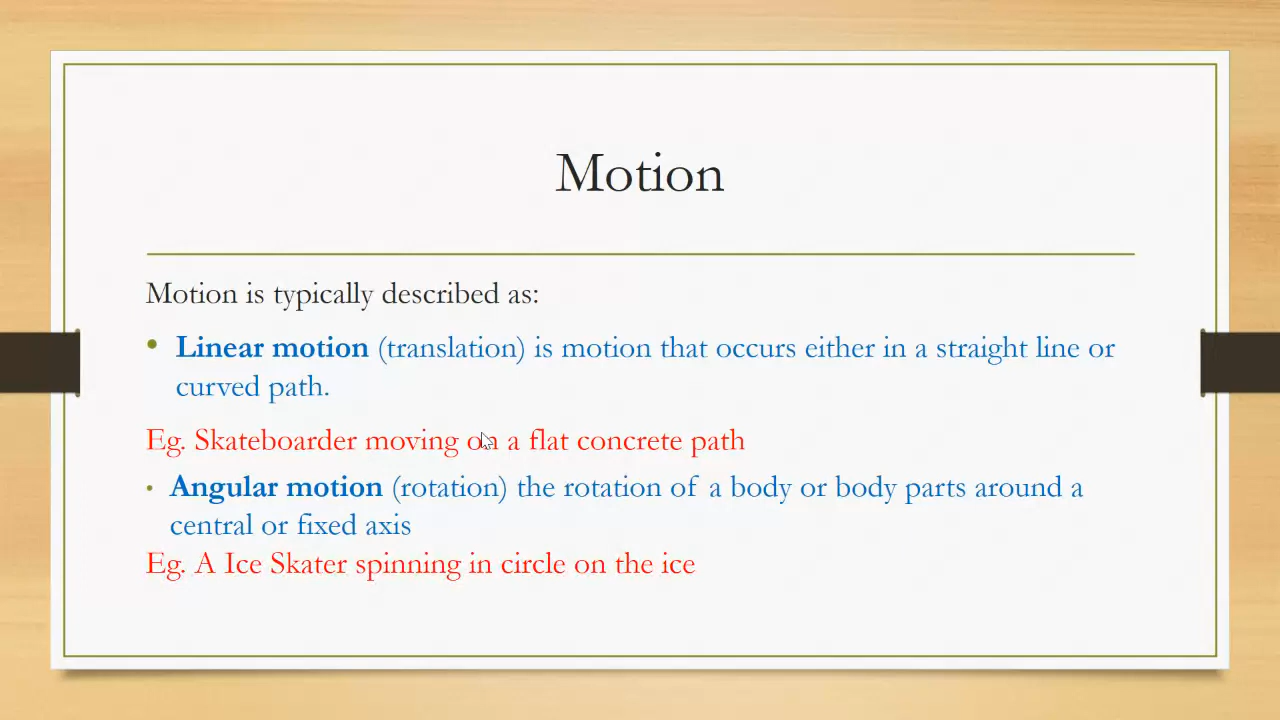 Motion
Motion is typically described as:
• Linear motion (translation) is motion that occurs either in a straight line or
curved path.
Eg. Skateboarder moving on a flat concrete path
• Angular motion (rotation) the rotation of a body or body parts around a
central or fixed axis
Eg. A Ice Skater spinning in circle on the ice